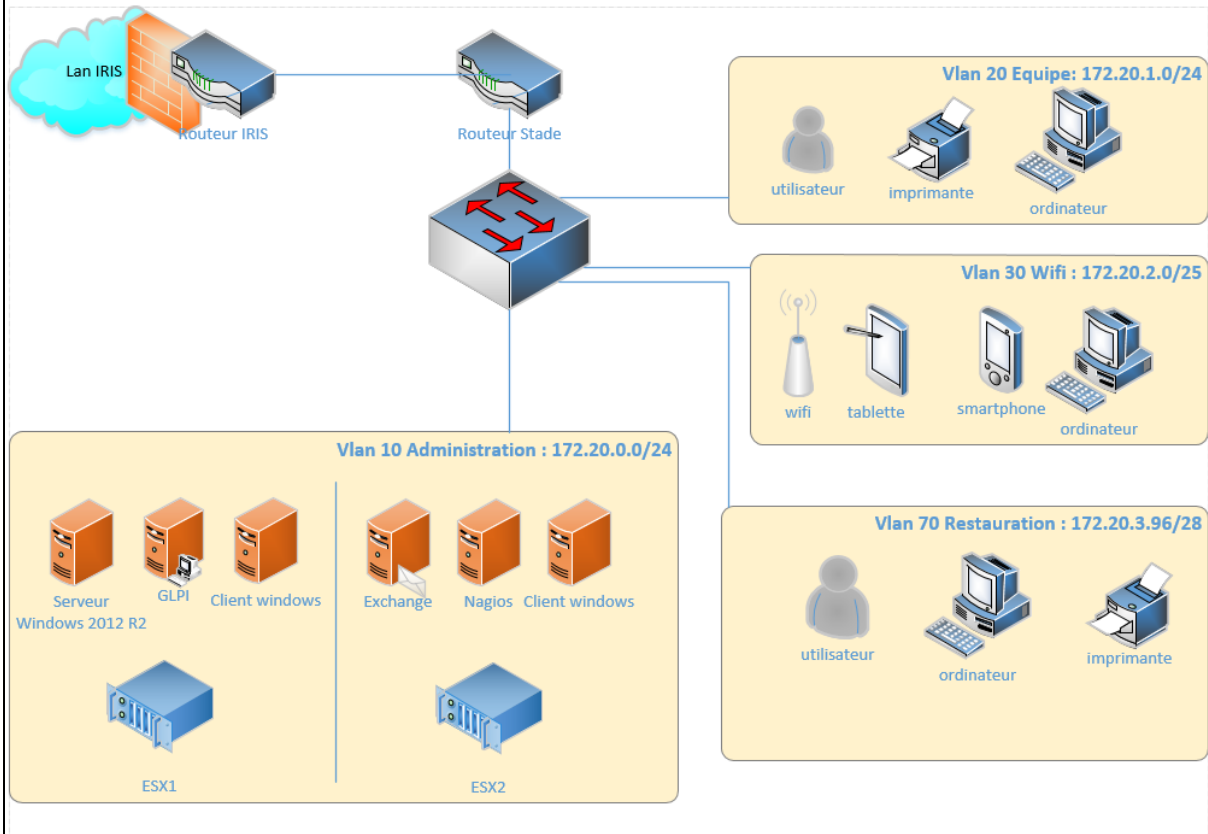 Lan IRIS
Routeur IRIS
Routeur Stade
Vlan 20 Equipe: 172.20.1.0/24
utilisateur
imprimante
ordinateur
Vlan 30 Wifi : 172.20.2.0/25
wifi
tablette
smartphone
ordinateur
Vlan 10 Administration : 172.20.0.0/24
Serveur
Windows 2012 R2
GLPI
Client windows
Exchange
Nagios
Client windows
ESX1
ESX2
Vlan 70 Restauration : 172.20.3.96/28
utilisateur
ordinateur
imprimante